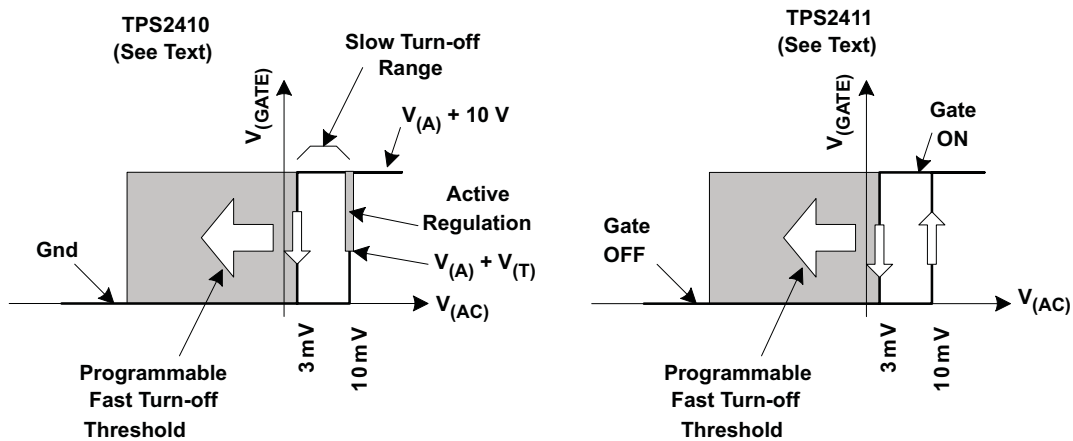 TPS2410
(See Text)
Slow Turn-off
Range
V(GATE)
V(A) + 10 V
Active
Regulation
Gnd
V(A) + V(T)
V(AC)
3 mV
10 mV
Programmable
Fast Turn-off
Threshold
TPS2411
(See Text)
V(GATE)
Gate
ON
Gate
OFF
V(AC)
3 mV
10 mV
Programmable
Fast Turn-off
Threshold